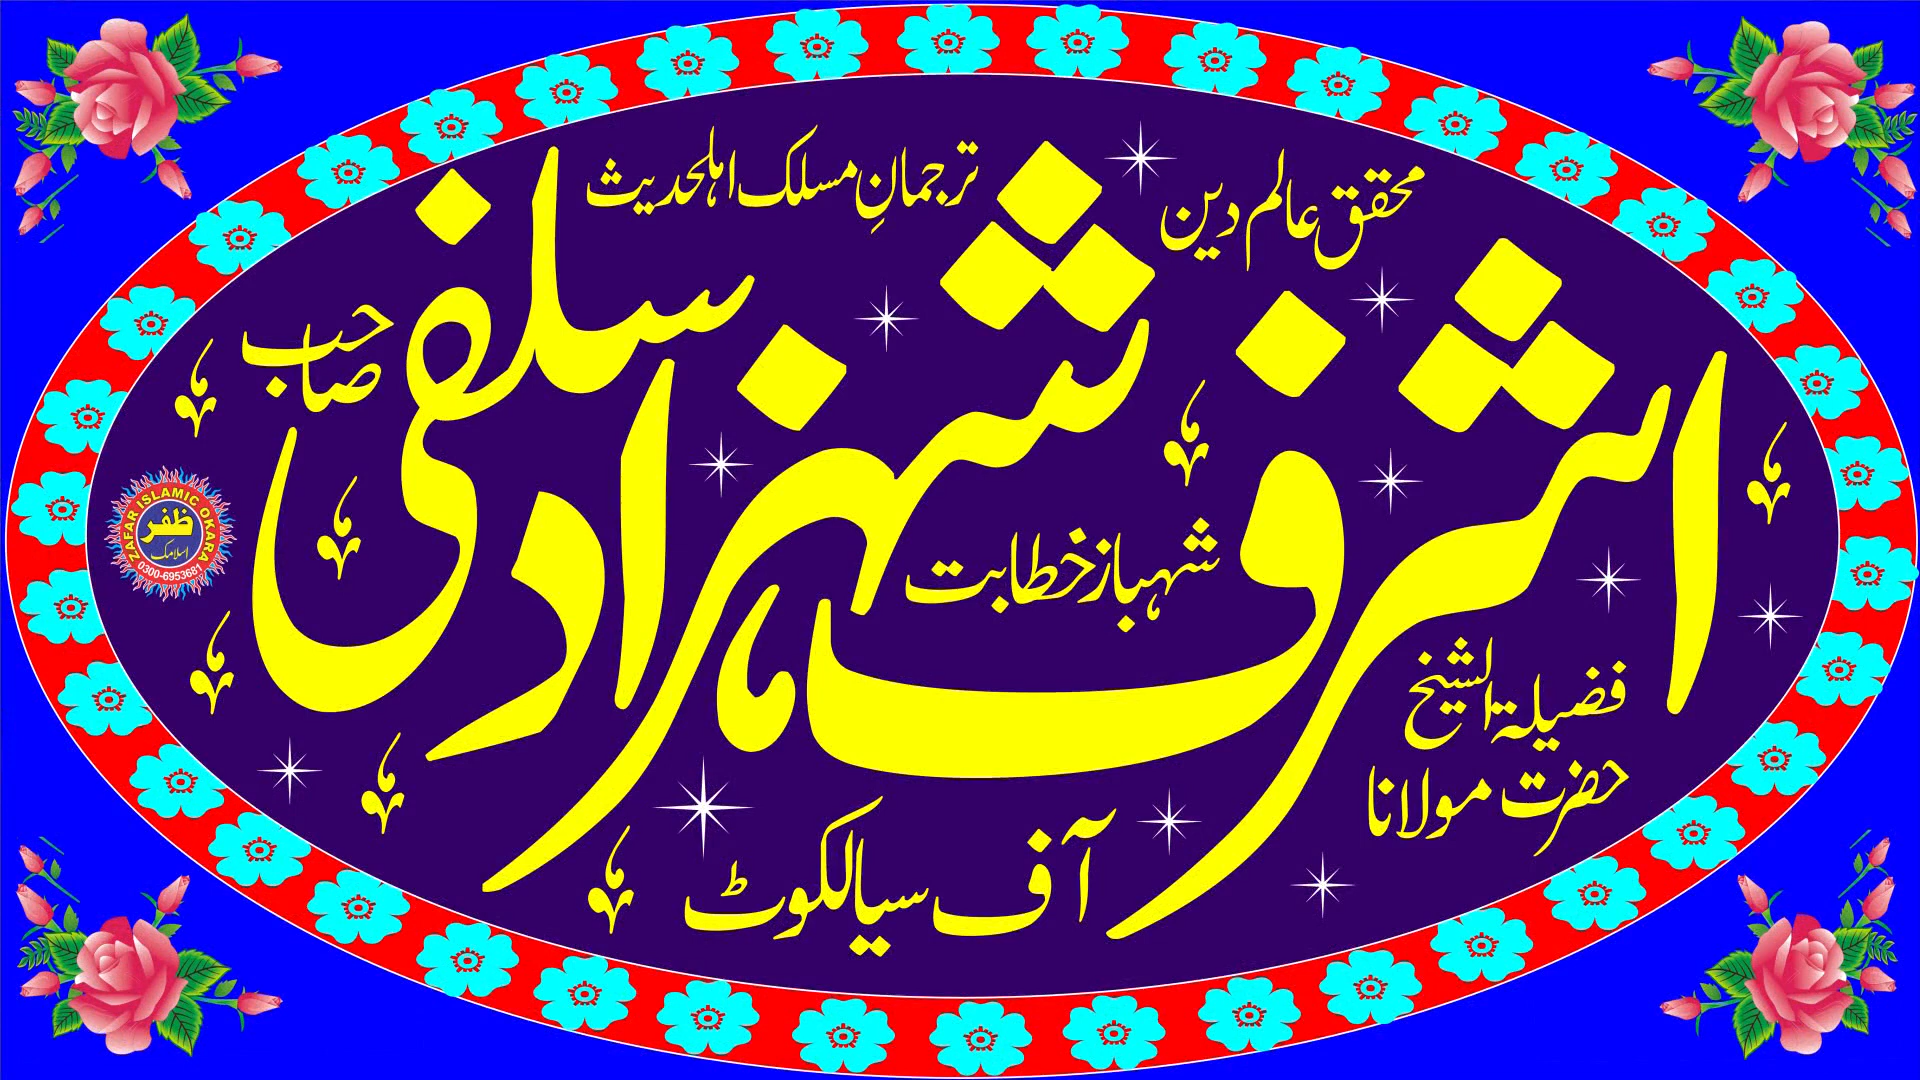 محقق عالم دین
ترجمانِ مسلک اہلحدیث
فضیلۃ الشیخ
حضرت مولانا
اشرف شہزاد سلفی
صاحب
شہباز خطابت
آف سیالکوٹ
ZAFAR ISLAMIC OKARA
ظفر
اسلامک
0300-6953681